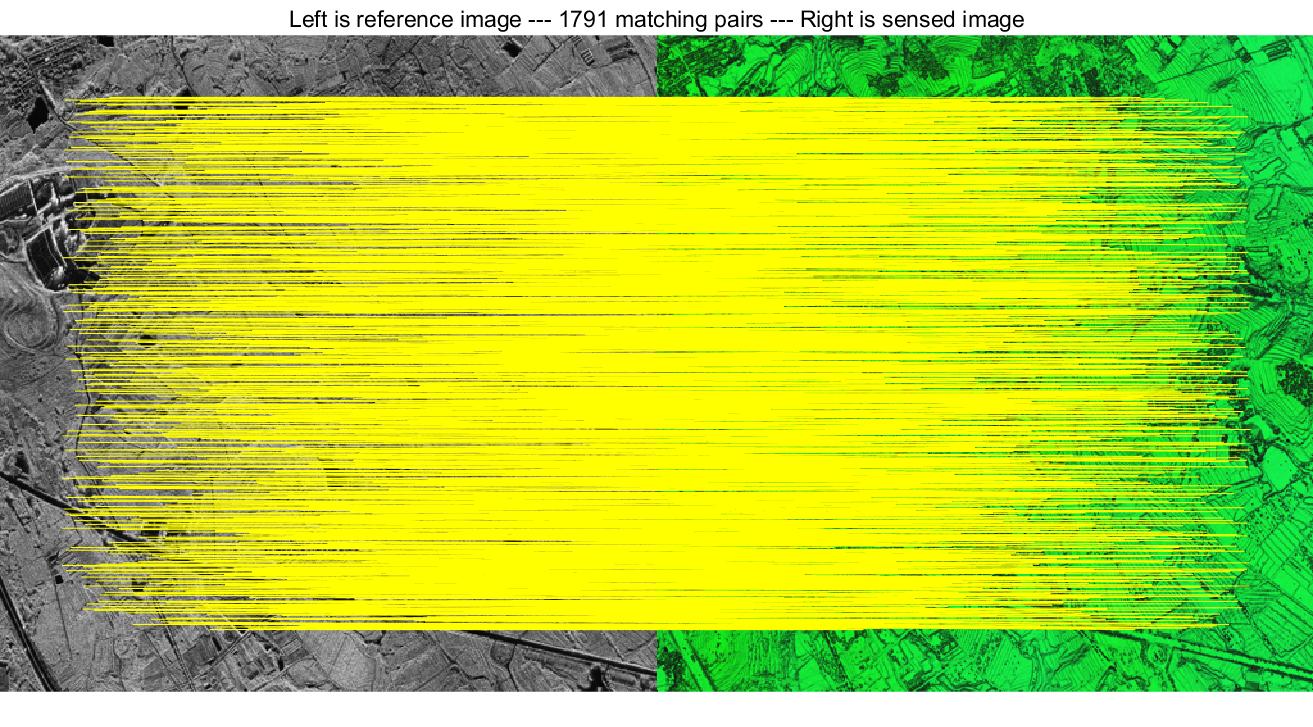 Left is reference image --- 1791 matching pairs --- Right is sensed image